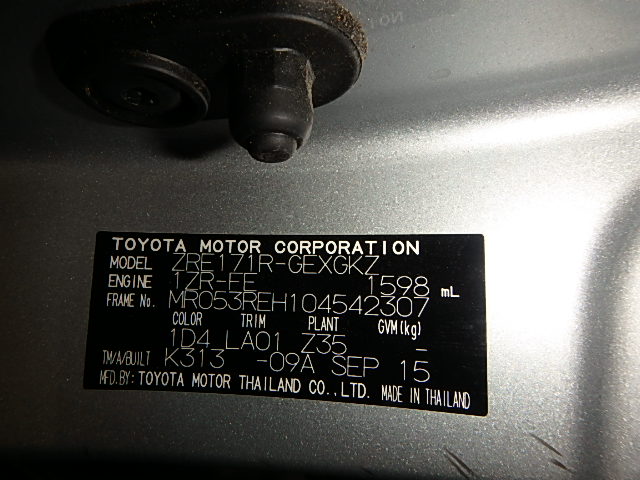 TOYOTA MOTOR CORPORATION
MODEL ZRE171R-GEXGKZ
ENGINE 1ZR-FE 1598 mL
FRAME No. MR053REH104542307
COLOR TRIM PLANT GVM(kg)
1D4 LA01 Z35 -
TM/A/BUILT K313 -09A SEP 15
MFD.BY: TOYOTA MOTOR THAILAND CO.,LTD. MADE IN THAILAND